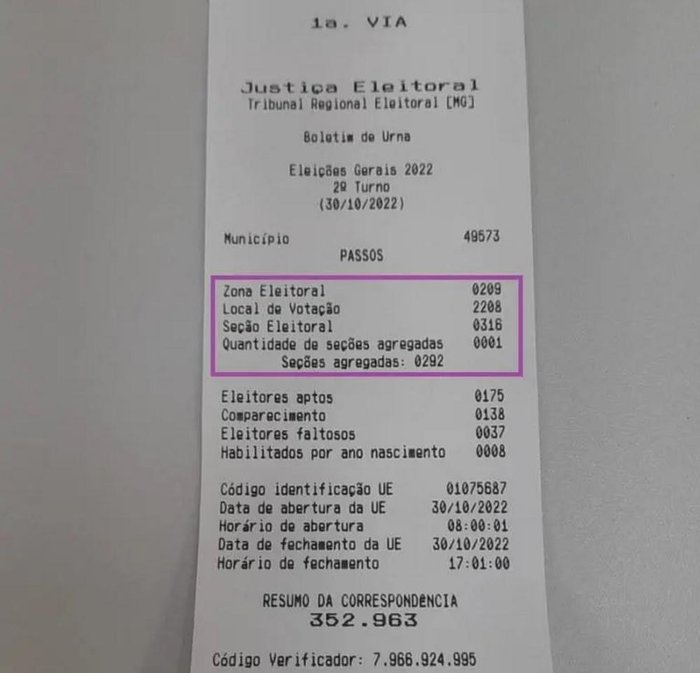 1a. VIA
Justiça Eleitoral
Tribunal Regional Eleitoral [MG]
Boletim de Urna
Eleições Gerais 2022
2º Turno
(30/10/2022)
Município 49573
PASSOS
Zona Eleitoral 0209
Local de Votação 2208
Seção Eleitoral 0316
Quantidade de seções agregadas 0001
Seções agregadas: 0292
Eleitores aptos 0175
Comparecimento 0138
Eleitores faltosos 0037
Habilitados por ano nascimento 0008
Código identificação UE 01075687
Data de abertura da UE 30/10/2022
Horário de abertura 08:00:01
Data de fechamento da UE 30/10/2022
Horário de fechamento 17:01:00
RESUMO DA CORRESPONDÊNCIA
352.963
Código Verificador: 7.966.924.995